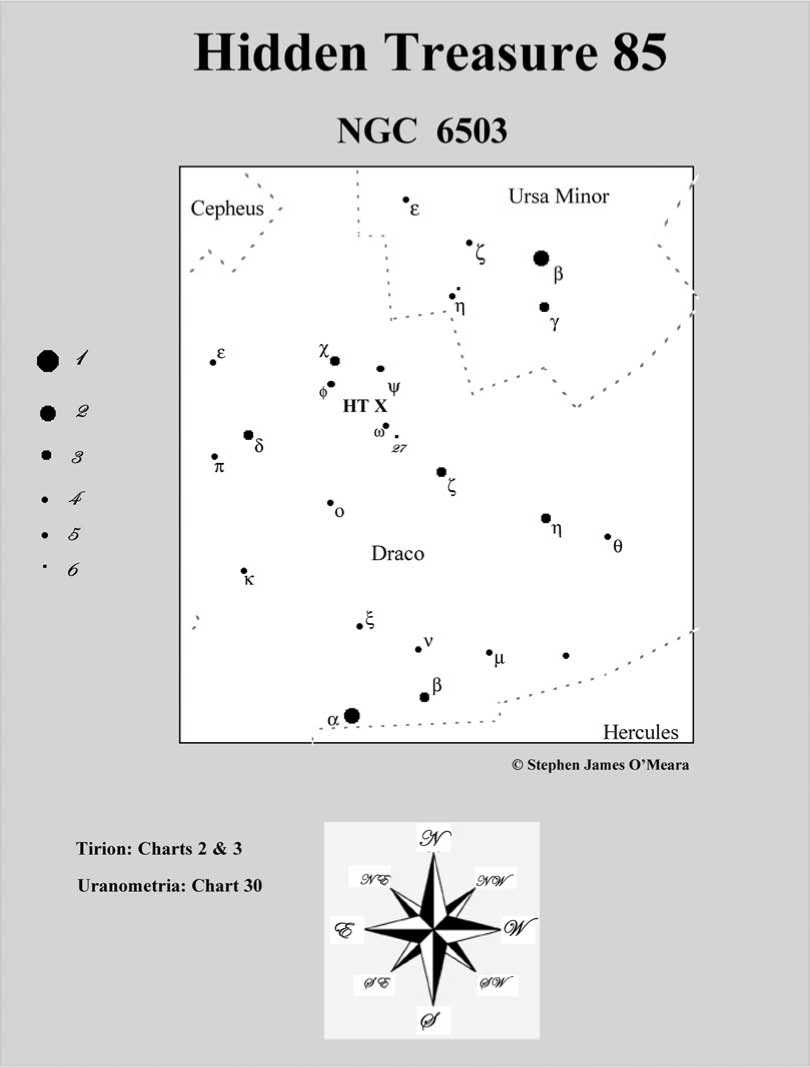 Hidden Treasure 85
NGC 6503
Cepheus
Ursa Minor
ε
ζ
β
η
γ
ε
χ
ψ
1
ϕ
HT X
2
ω
27
δ
3
π
ζ
4
ο
η
5
θ
Draco
6
κ
ξ
ν
μ
β
α
Hercules
© Stephen James O’Meara
Tirion: Charts 2 & 3
Uranometria: Chart 30
N
NE
NW
E
W
SE
SW
S